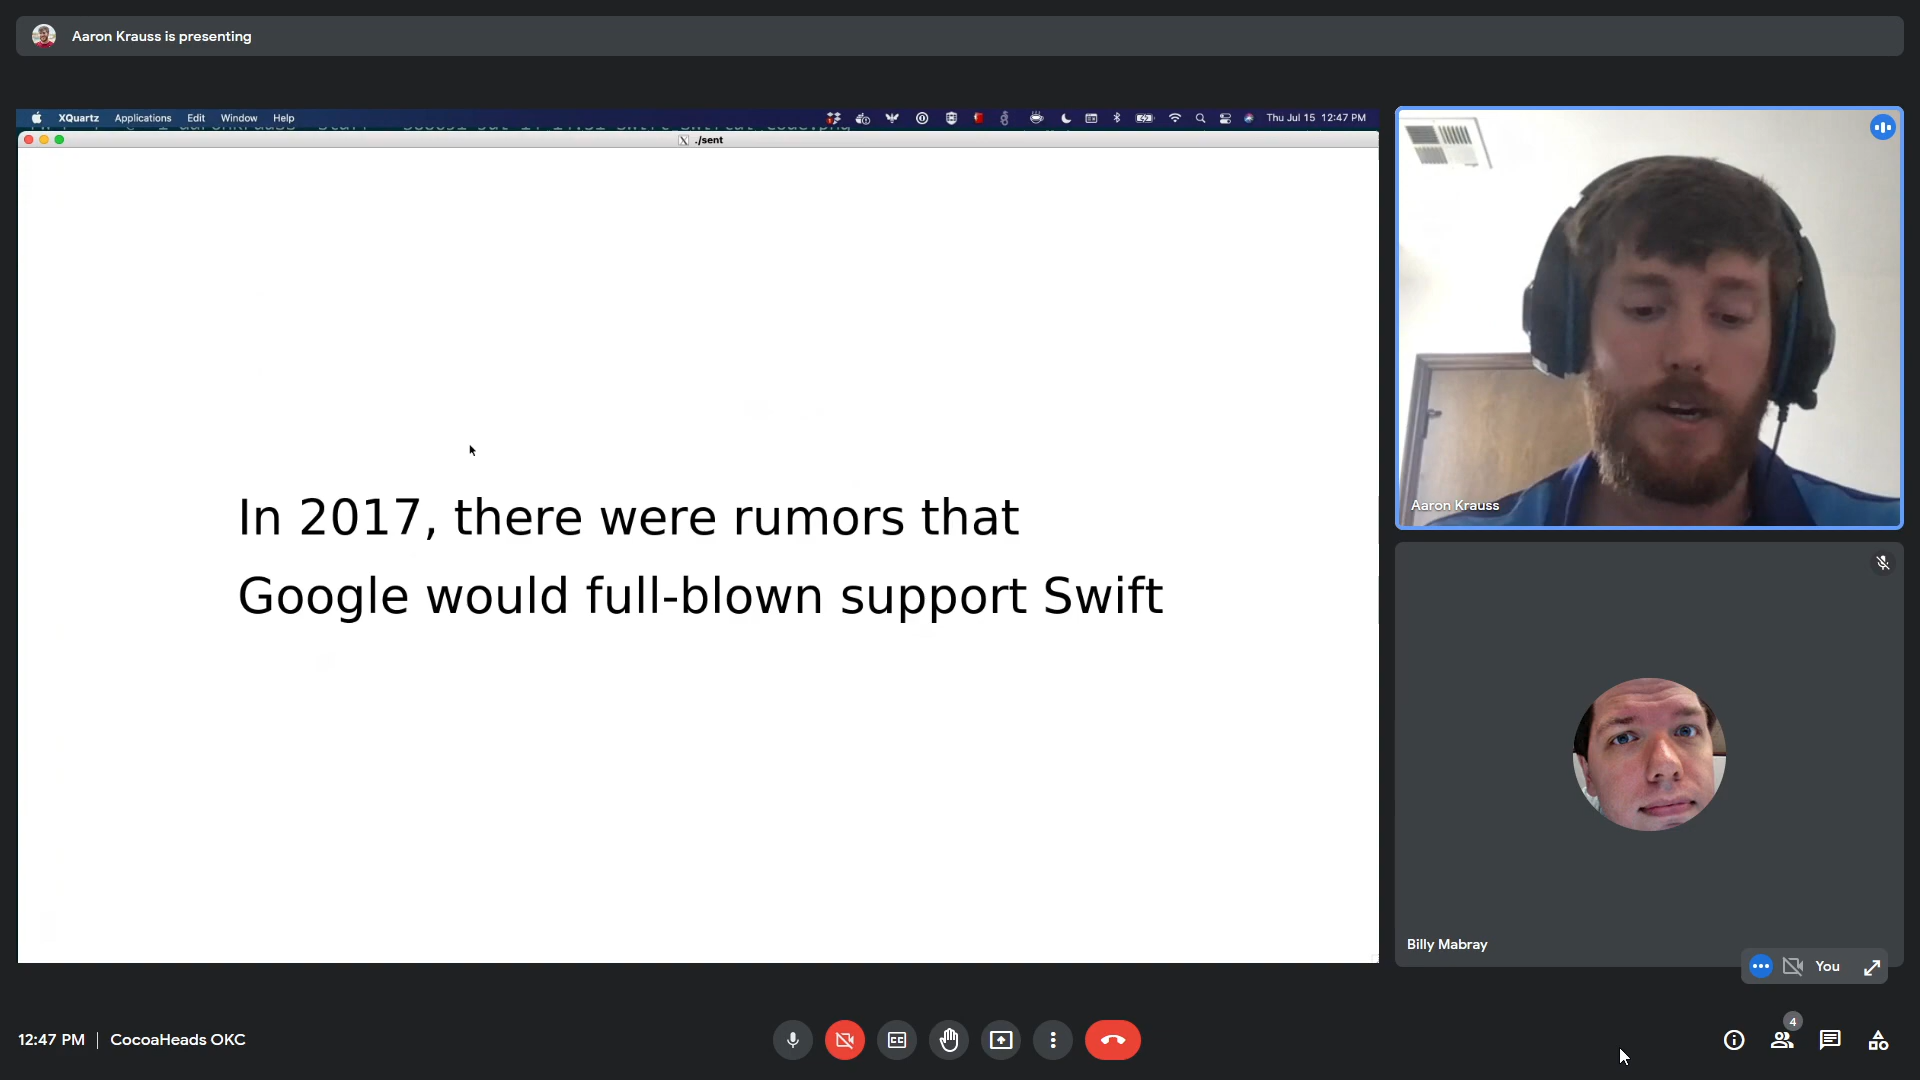 Aaron Krauss is presenting
XQuartz Applications Edit Window Help Thu Jul 15 12:47 PM
./sent
In 2017, there were rumors that
Google would full-blown support Swift
Aaron Krauss
Billy Mabray
You
12:47 PM | CocoaHeads OKC
4